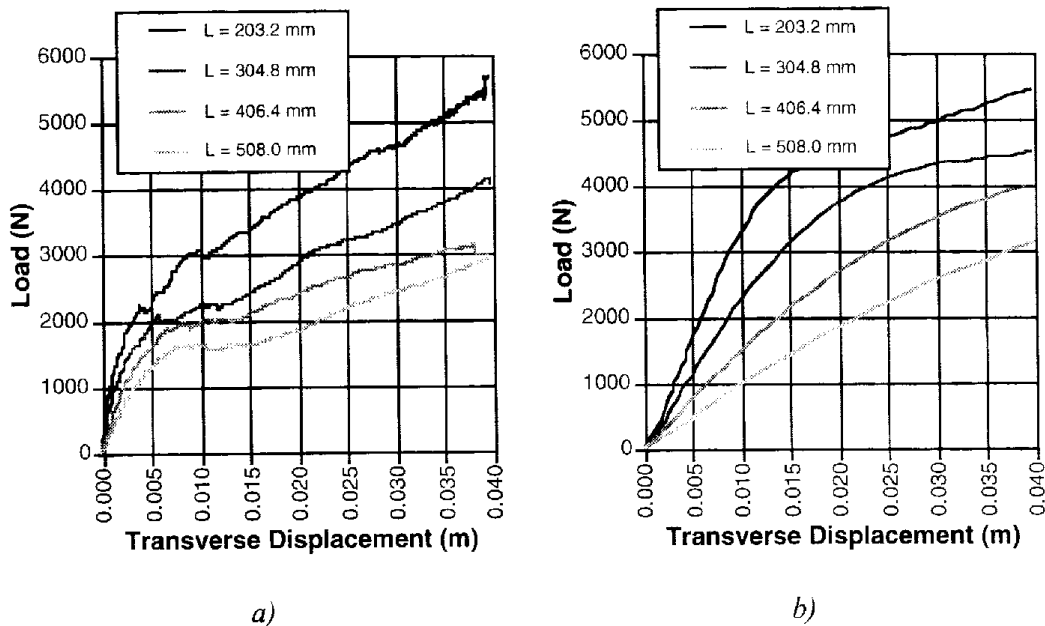 L = 203.2 mm
L = 304.8 mm
L = 406.4 mm
L = 508.0 mm
6000
5000
4000
3000
2000
1000
0
Load (N)
0.000
0.005
0.010
0.015
0.020
0.025
0.030
0.035
0.040
Transverse Displacement (m)
a)
L = 203.2 mm
L = 304.8 mm
L = 406.4 mm
L = 508.0 mm
6000
5000
4000
3000
2000
1000
0
Load (N)
0.000
0.005
0.010
0.015
0.020
0.025
0.030
0.035
0.040
Transverse Displacement (m)
b)